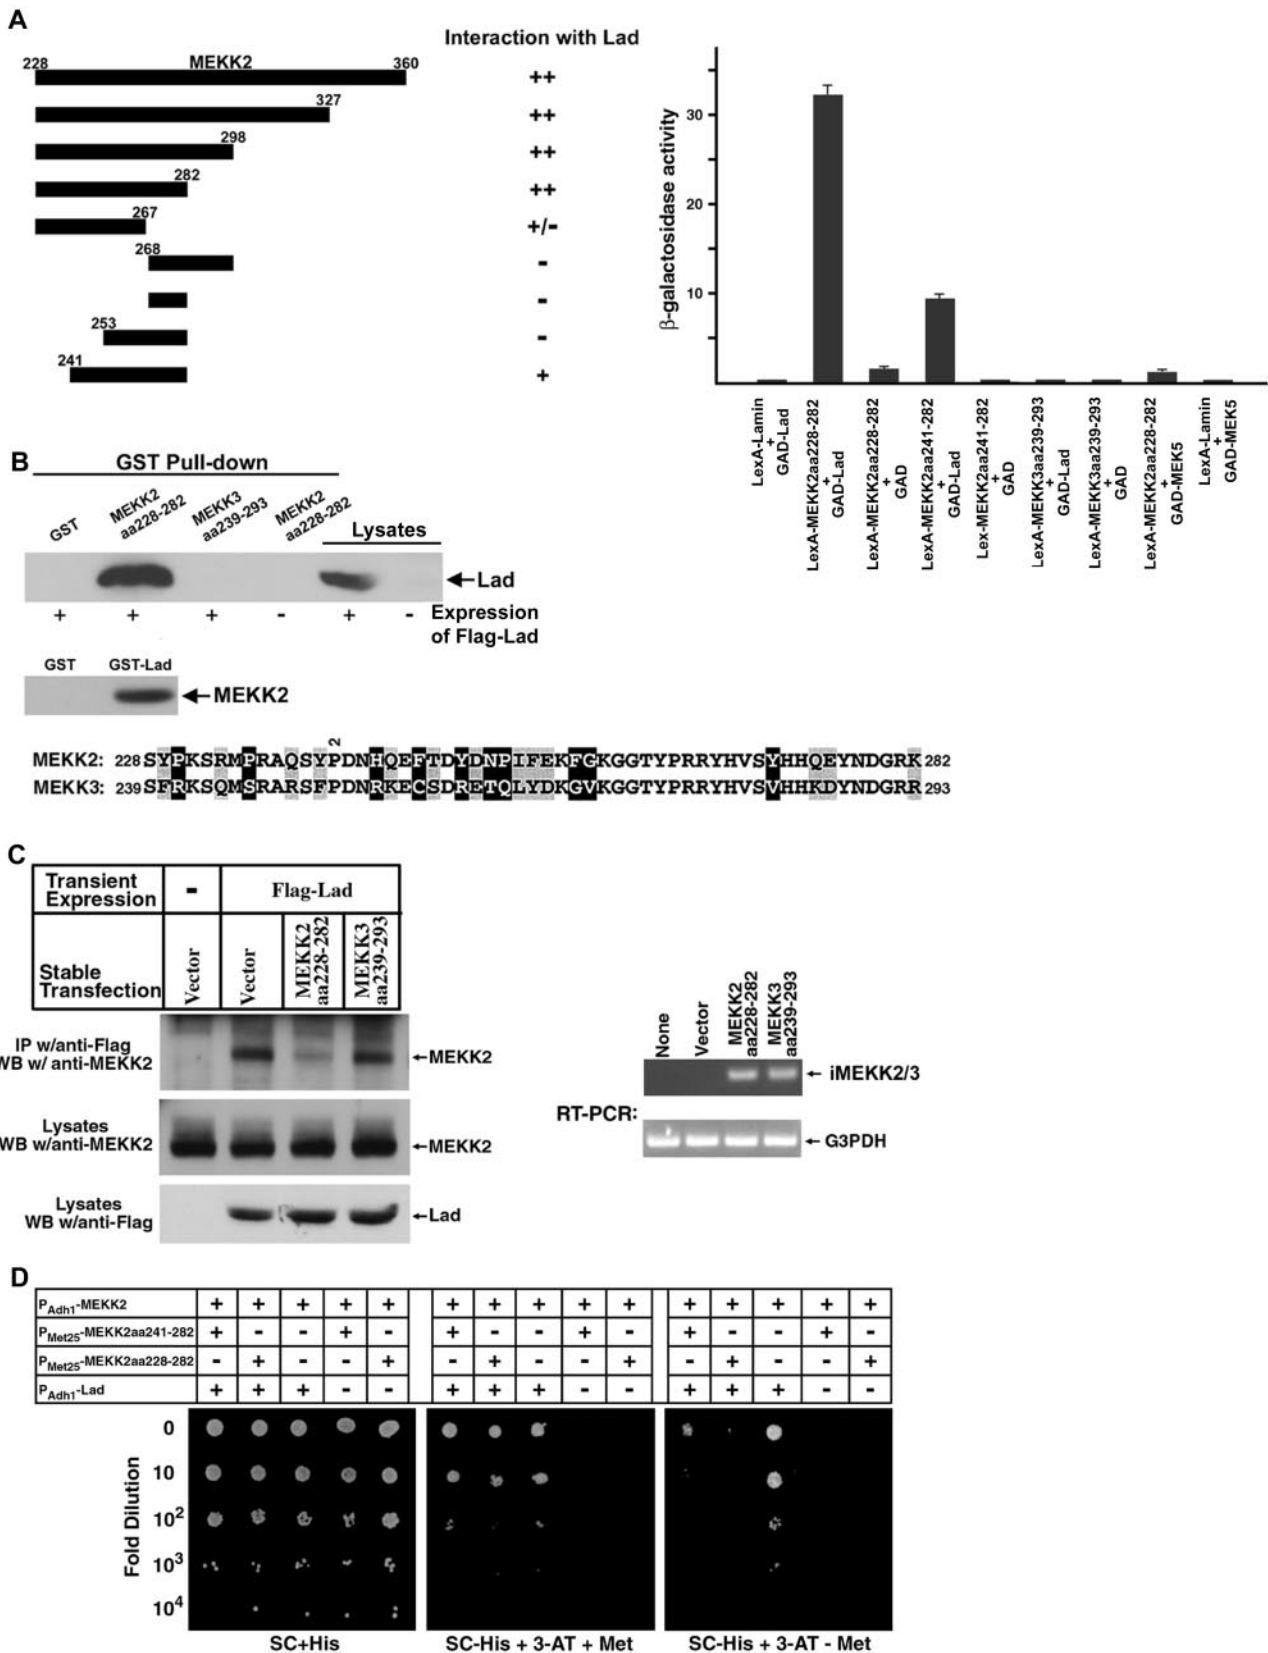 A
Interaction with Lad
228 MEKK2 360
++
327
++
298
++
282
++
267
+/-
268
-
-
253
-
241
+
β-galactosidase activity
30
20
10
LexA-Lamin + GAD-Lad
LexA-MEKK2aa228-282 + GAD-Lad
LexA-MEKK2aa228-282 + GAD
LexA-MEKK2aa241-282 + GAD-Lad
Lex-MEKK2aa241-282 + GAD
LexA-MEKK3aa239-293 + GAD-Lad
LexA-MEKK3aa239-293 + GAD
LexA-MEKK2aa228-282 + GAD-MEK5
LexA-Lamin + GAD-MEK5
B
GST Pull-down
GST
MEKK2 aa228-282
MEKK3 aa239-293
MEKK2 aa228-282
Lysates
Lad
+ + + - + - Expression
of Flag-Lad
GST GST-Lad
MEKK2
2
MEKK2: 228 SYPKSRMPRAQSYPDNHQEFTDYDNPIFEKFGKGGTYPRRYHVSYHHQEYNDGRK 282
MEKK3: 239 SFRKSQMSRARSFPDNRKECSDRETQLYDKGVKGGTYPRRYHVSVHHKDYNDGRR 293
C
Transient Expression - Flag-Lad
Stable Transfection
Vector
Vector
MEKK2 aa228-282
MEKK3 aa239-293
IP w/anti-Flag
WB w/ anti-MEKK2
MEKK2
Lysates
WB w/anti-MEKK2
MEKK2
Lysates
WB w/anti-Flag
Lad
None
Vector
MEKK2 aa228-282
MEKK3 aa239-293
iMEKK2/3
RT-PCR:
G3PDH
D
PAdh1-MEKK2 + + + + + + + + + + + + + + +
PMet25-MEKK2aa241-282 + - - + - + - - + - + - - + -
PMet25-MEKK2aa228-282 - + - - + - + - - + - + - - +
PAdh1-Lad + + + - - + + + - - + + + - -
Fold Dilution
0
10
10²
10³
10⁴
SC+His
SC-His + 3-AT + Met
SC-His + 3-AT - Met